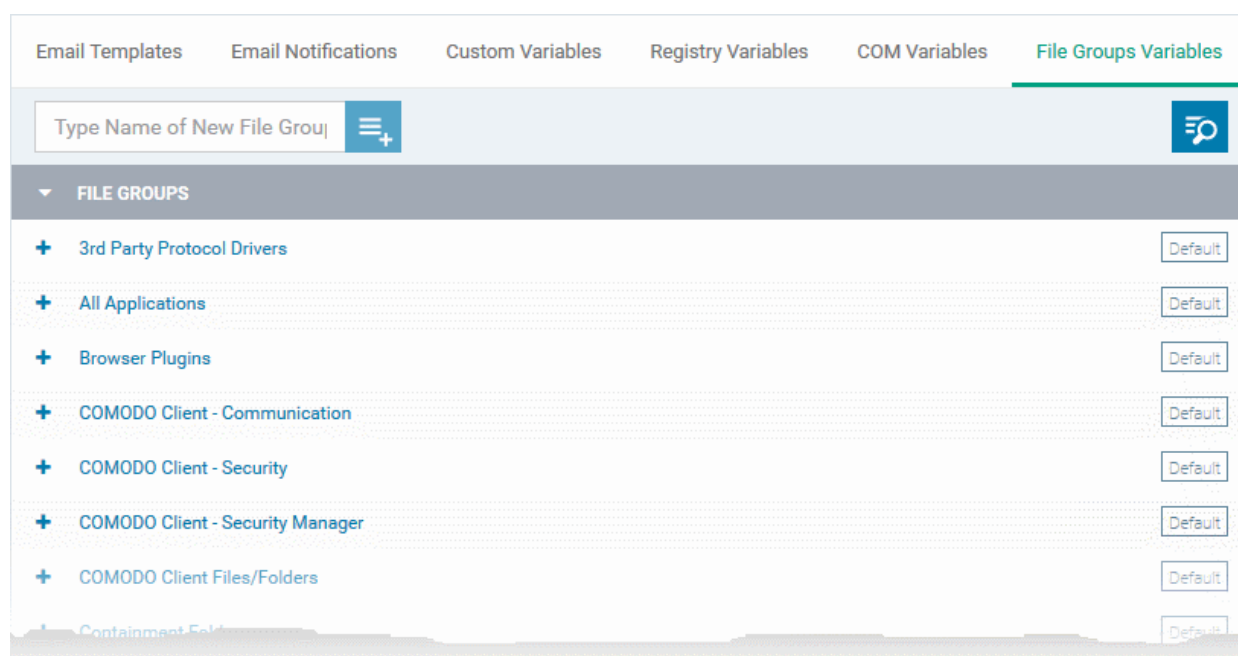 Email Templates Email Notifications Custom Variables Registry Variables COM Variables File Groups Variables
Type Name of New File Grou
FILE GROUPS
3rd Party Protocol Drivers Default
All Applications Default
Browser Plugins Default
COMODO Client - Communication Default
COMODO Client - Security Default
COMODO Client - Security Manager Default
COMODO Client Files/Folders Default
Containment Default